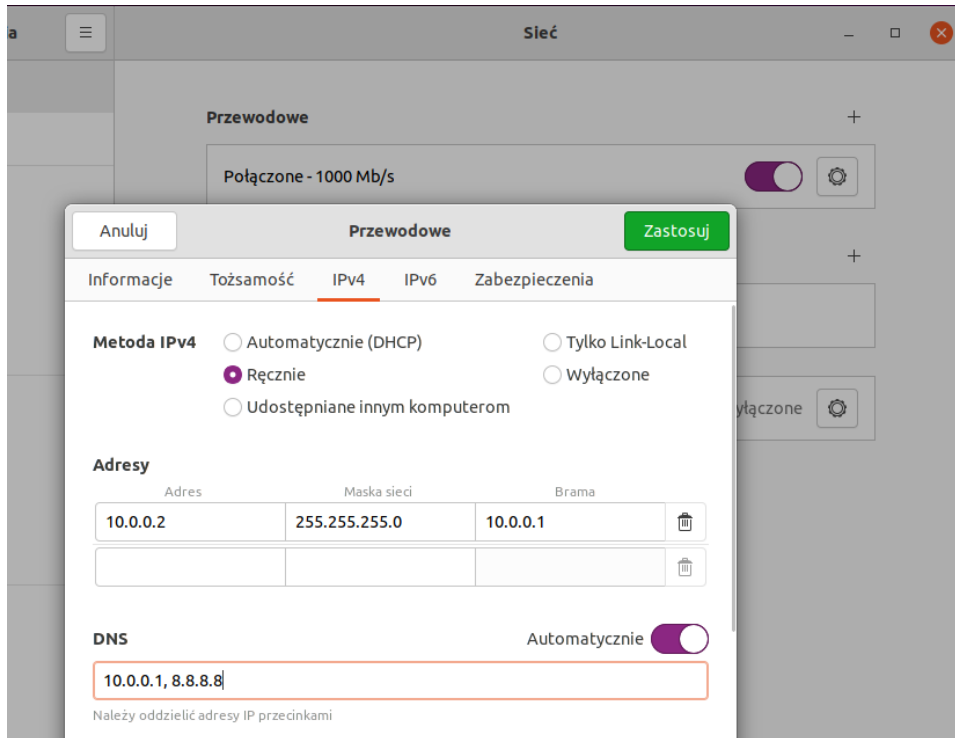 a
Sieć
Przewodowe
Połączone - 1000 Mb/s
Anuluj
Przewodowe
Zastosuj
Informacje Tożsamość IPv4 IPv6 Zabezpieczenia
Metoda IPv4
Automatycznie (DHCP)
Tylko Link-Local
Ręcznie
Wyłączone
Udostępniane innym komputerom
yłączone
Adresy
Adres Maska sieci Brama
10.0.0.2 255.255.255.0 10.0.0.1
DNS
Automatycznie
10.0.0.1, 8.8.8.8
Należy oddzielić adresy IP przecinkami